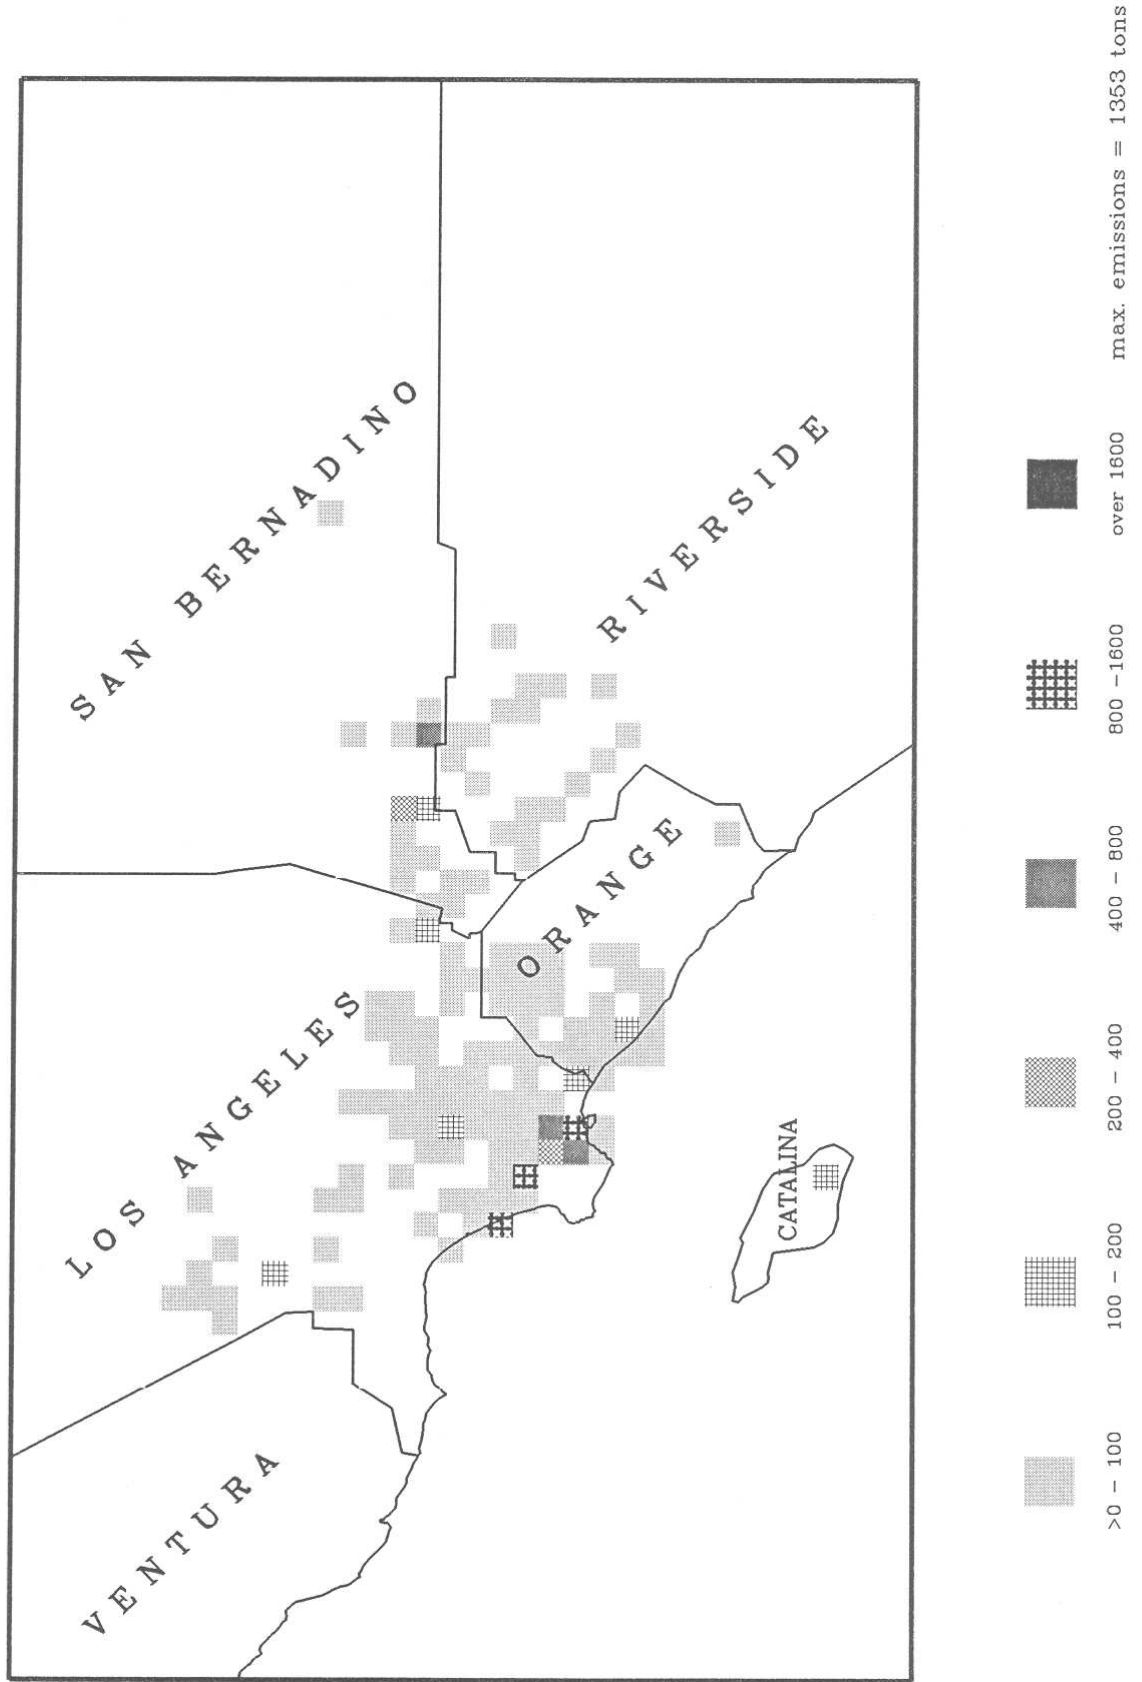 VENTURA
LOS ANGELES
SAN BERNADINO
ORANGE
RIVERSIDE
CATALINA
>0 - 100
100 - 200
200 - 400
400 - 800
800 -1600
over 1600
max. emissions = 1353 tons